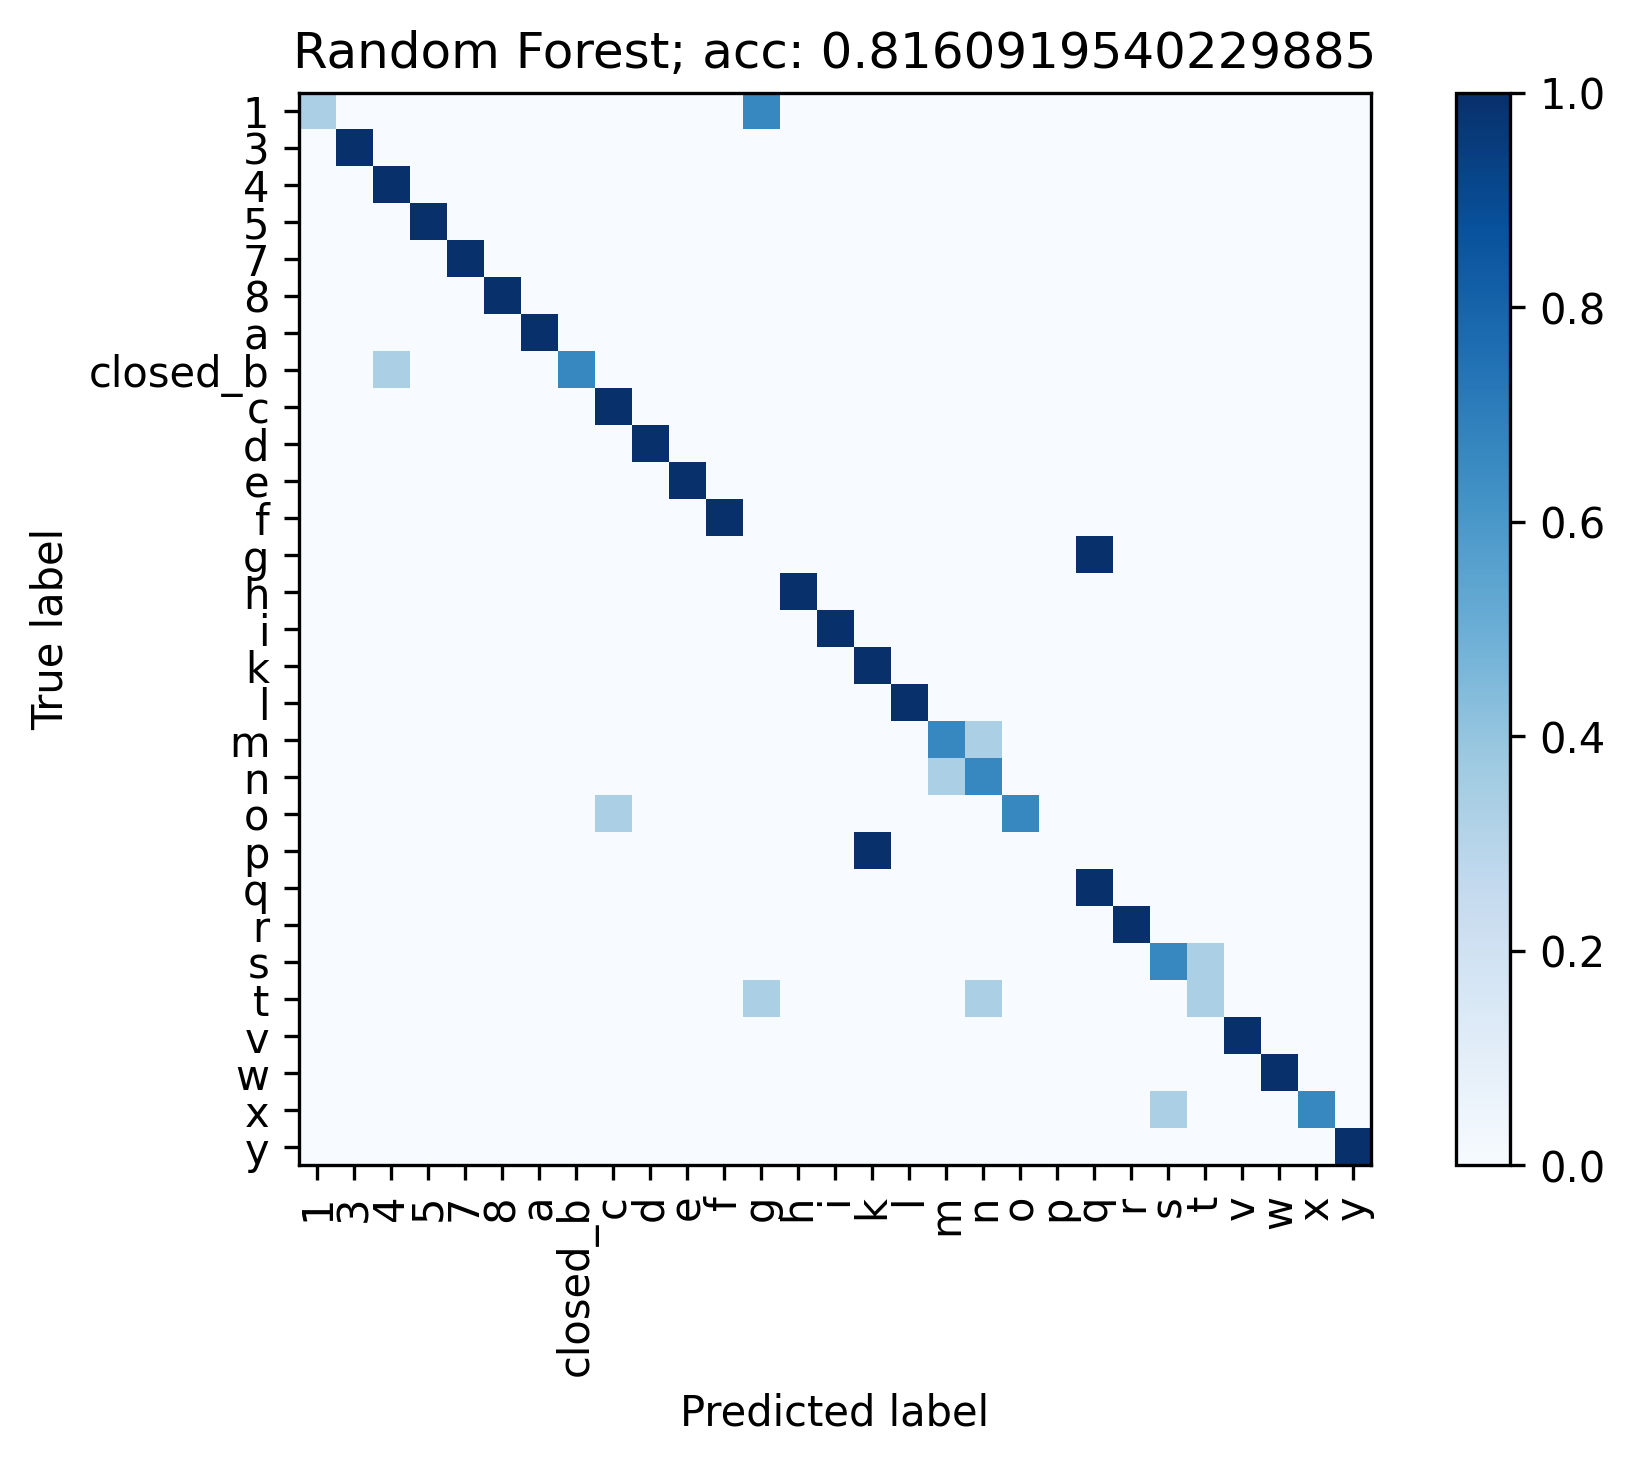 Random Forest; acc: 0.8160919540229885
True label
1
3
4
5
7
8
a
closed_b
c
d
e
f
g
h
i
k
l
m
n
o
p
q
r
s
t
v
w
x
y
1 3 4 5 7 8 a closed_b c d e f g h i k l m n o p q r s t v w x y
Predicted label
1.0
0.8
0.6
0.4
0.2
0.0